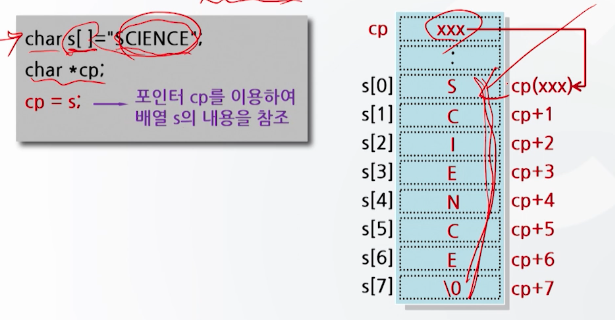 char s[ ]="SCIENCE";
char *cp;
cp = s; 포인터 cp를 이용하여
배열 s의 내용을 참조
cp xxx
s[0] S cp(xxx)
s[1] C cp+1
s[2] I cp+2
s[3] E cp+3
s[4] N cp+4
s[5] C cp+5
s[6] E cp+6
s[7] \0 cp+7